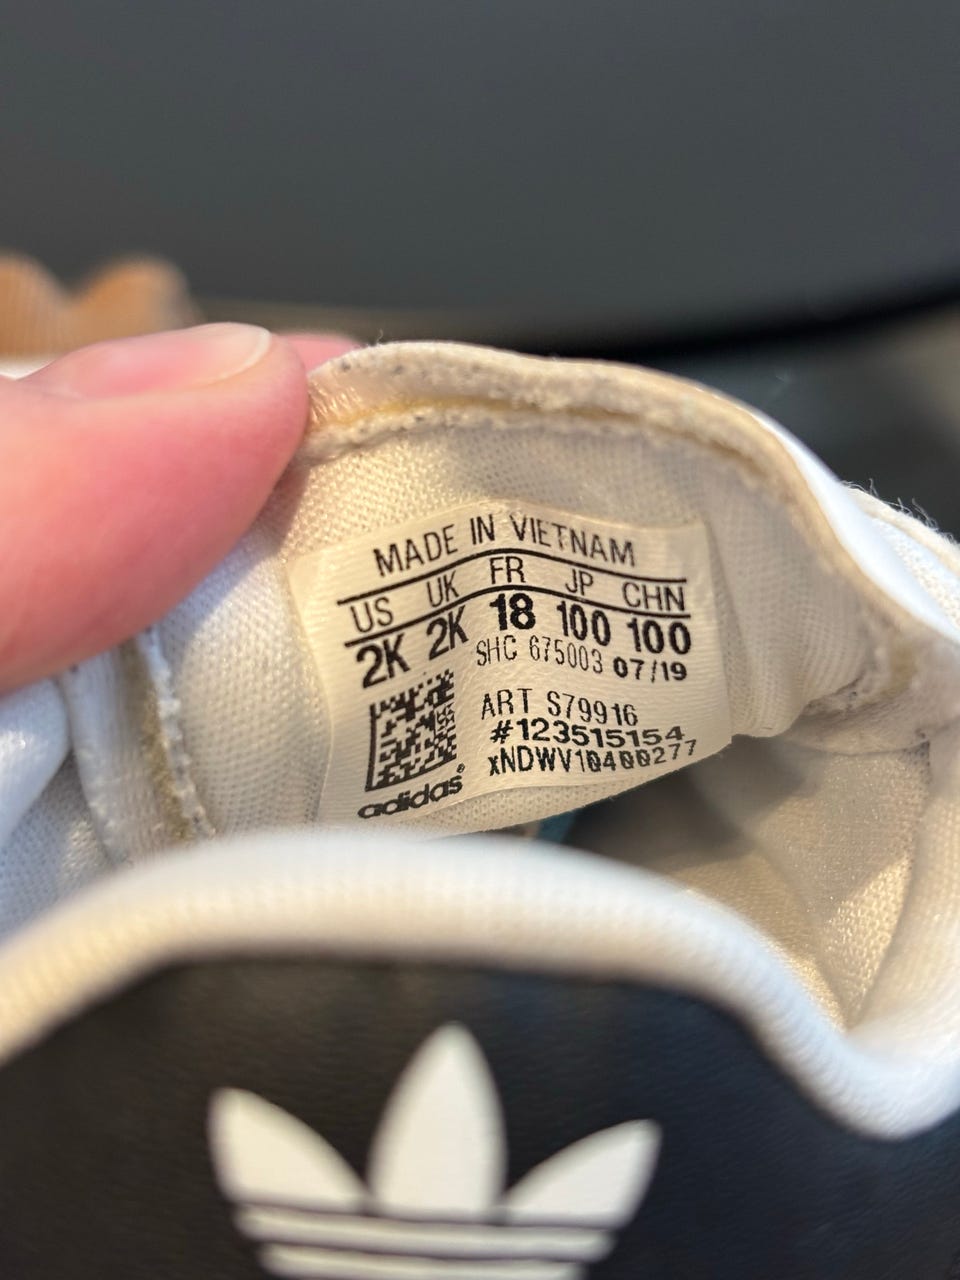 MADE IN VIETNAM
US UK FR JP CHN
2K 2K 18 100 100
SHC 675003 07/19
ART S79916
#123515154
xNDWV10400277
adidas®